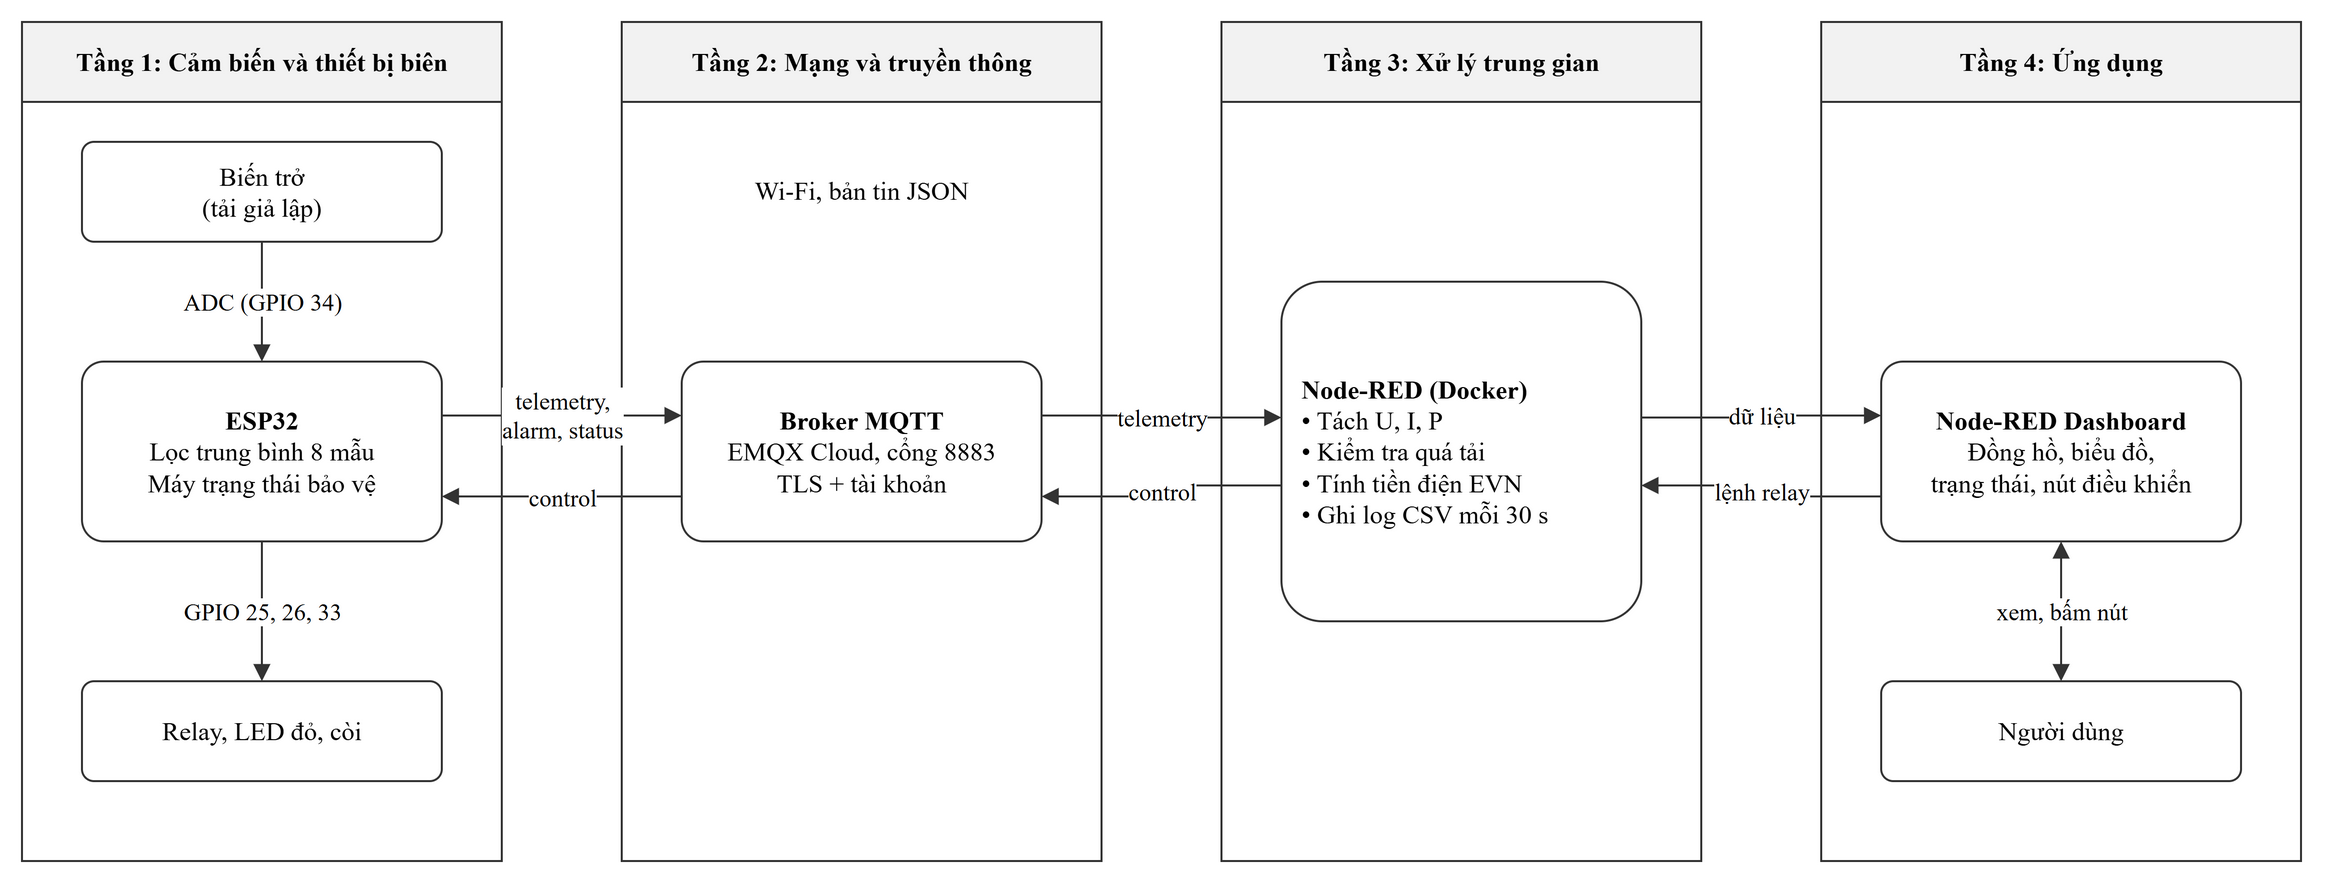 Tầng 1: Cảm biến và thiết bị biên
Biến trở
(tải giả lập)
ADC (GPIO 34)
ESP32
Lọc trung bình 8 mẫu
Máy trạng thái bảo vệ
GPIO 25, 26, 33
Relay, LED đỏ, còi
telemetry,
alarm, status
control
Tầng 2: Mạng và truyền thông
Wi-Fi, bản tin JSON
Broker MQTT
EMQX Cloud, cổng 8883
TLS + tài khoản
telemetry
control
Tầng 3: Xử lý trung gian
Node-RED (Docker)
• Tách U, I, P
• Kiểm tra quá tải
• Tính tiền điện EVN
• Ghi log CSV mỗi 30 s
dữ liệu
lệnh relay
Tầng 4: Ứng dụng
Node-RED Dashboard
Đồng hồ, biểu đồ,
trạng thái, nút điều khiển
xem, bấm nút
Người dùng